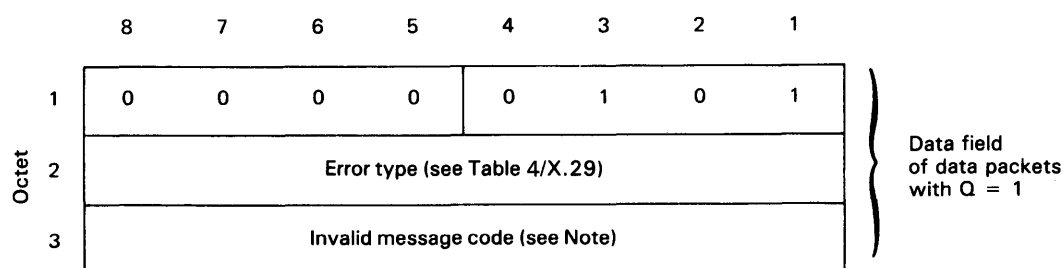 8 7 6 5 4 3 2 1
1 0 0 0 0 0 1 0 1
Octet
2 Error type (see Table 4/X.29)
3 Invalid message code (see Note)
Data field
of data packets
with Q = 1